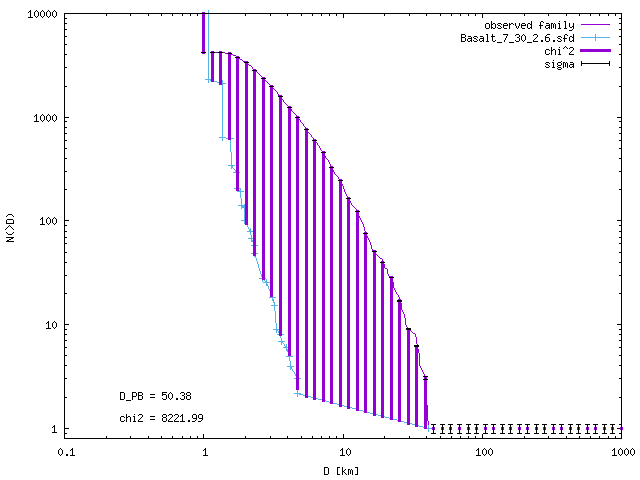 10000
observed family
Basalt_7_30_2.6.sfd
chi^2
sigma
1000
N(>D)
100
10
D_PB = 50.38
chi2 = 8221.99
1
0.1 1 10 100 1000
D [km]